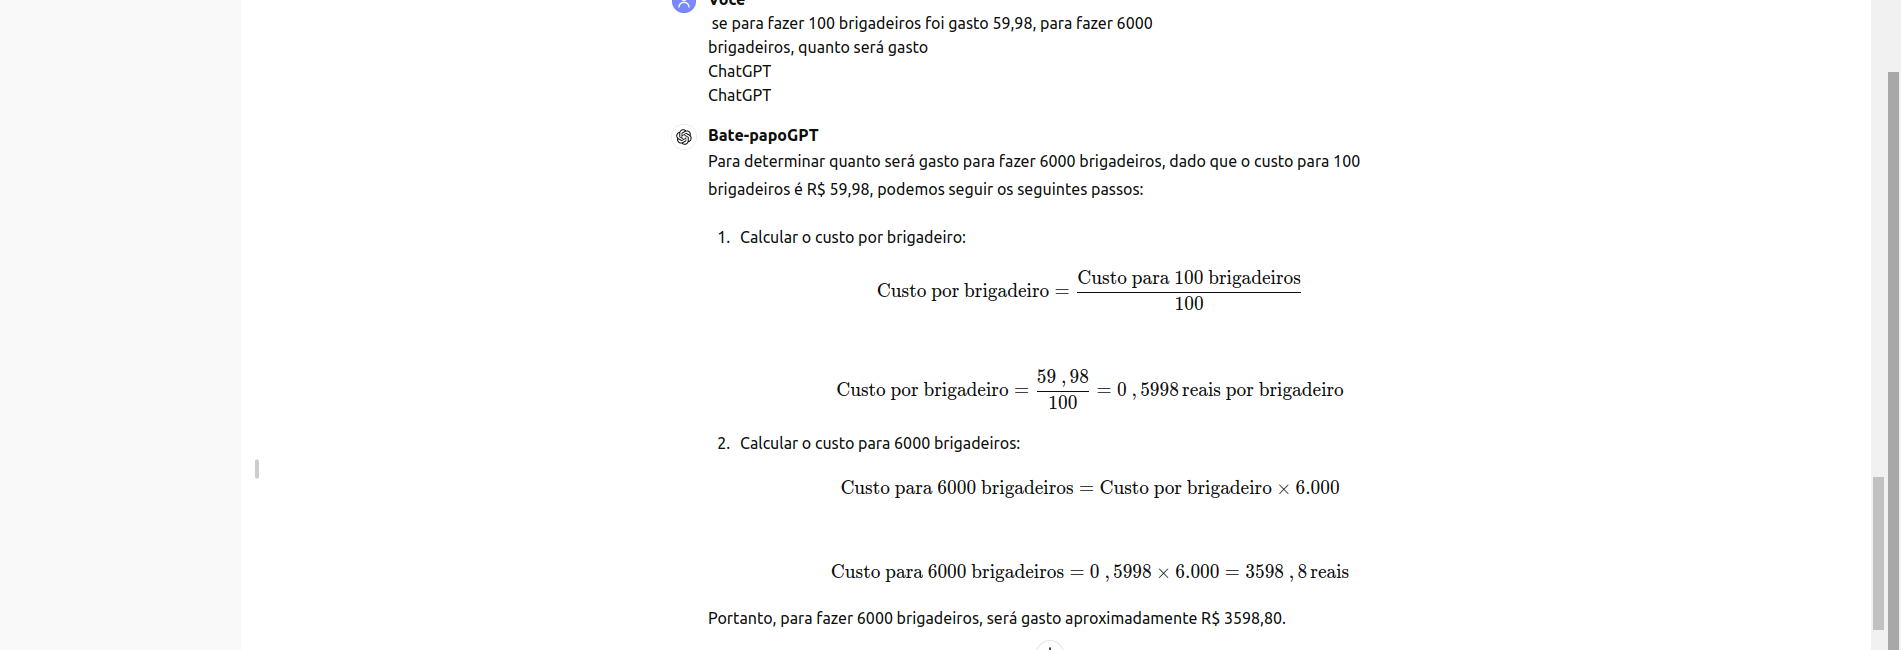 Você
se para fazer 100 brigadeiros foi gasto 59,98, para fazer 6000
brigadeiros, quanto será gasto
ChatGPT
ChatGPT
Bate-papoGPT
Para determinar quanto será gasto para fazer 6000 brigadeiros, dado que o custo para 100
brigadeiros é R$ 59,98, podemos seguir os seguintes passos:
1. Calcular o custo por brigadeiro:
Custo por brigadeiro = Custo para 100 brigadeiros / 100
Custo por brigadeiro = 59 ,98 / 100 = 0 , 5998 reais por brigadeiro
2. Calcular o custo para 6000 brigadeiros:
Custo para 6000 brigadeiros = Custo por brigadeiro × 6.000
Custo para 6000 brigadeiros = 0 , 5998 × 6.000 = 3598 , 8 reais
Portanto, para fazer 6000 brigadeiros, será gasto aproximadamente R$ 3598,80.